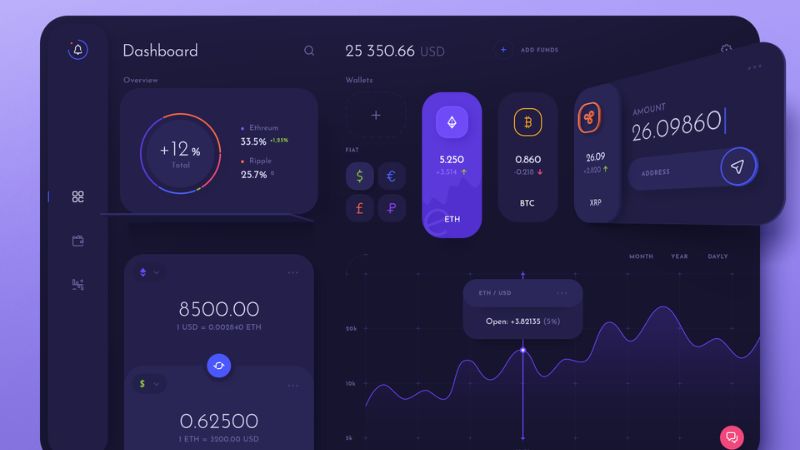 Dashboard
25 350.66 USD
+ ADD FUNDS
Overview
Wallets
+12 %
Total
Ethreum
33.5% +1,25%
Ripple
25.7% 0
+
FIAT
$ €
£ ₽
5.250
+3.514 ↑
ETH
0.860
-0.218 ↓
BTC
26.09
+2,820 ↑
XRP
AMOUNT
26.09860
ADDRESS
8500.00
1 USD = 0.002840 ETH
$
0.62500
1 ETH = 3200.00 USD
MONTH YEAR DAYLY
ETH / USD
Open: +3.82135 (5%)
20k
10k
5k